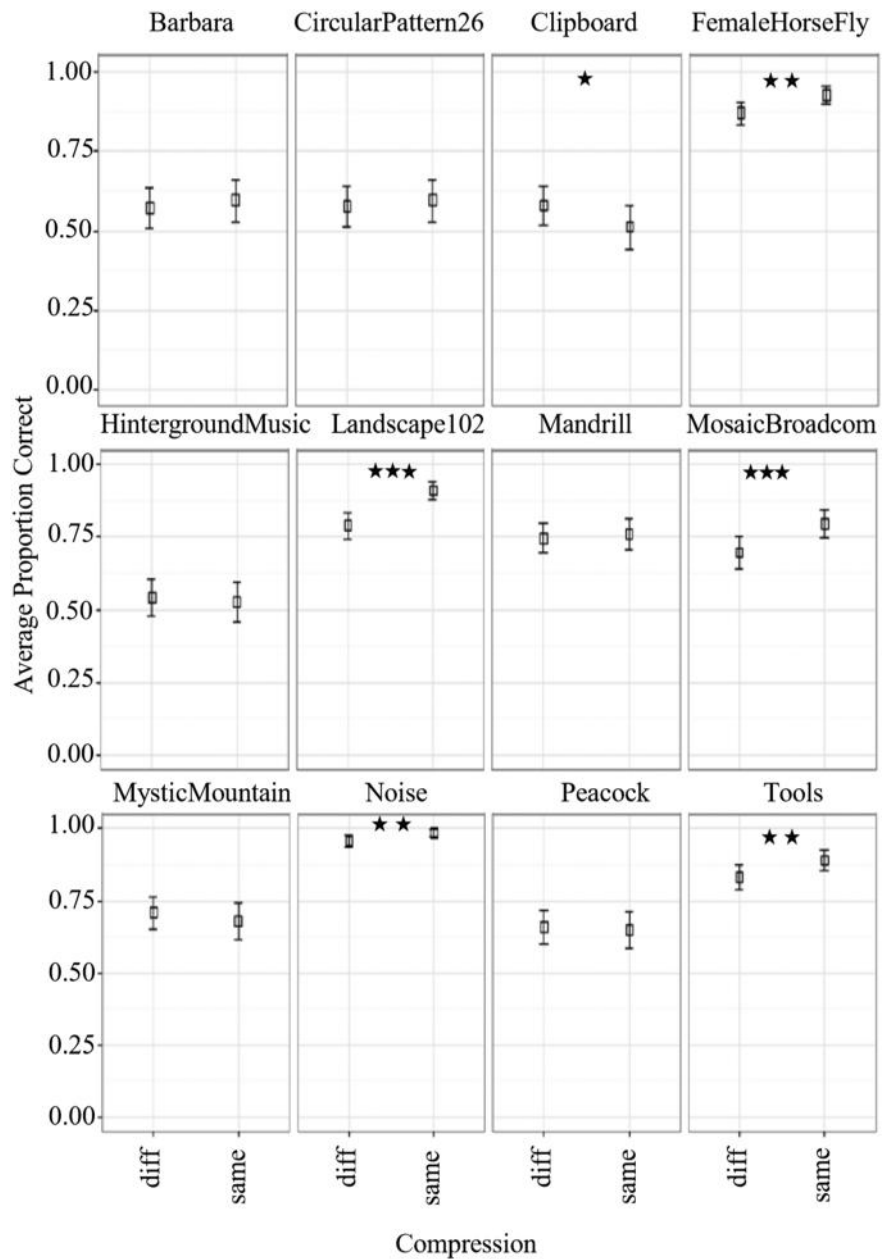 Barbara CircularPattern26 Clipboard FemaleHorseFly
1.00
0.75
0.50
0.25
0.00
HintergroundMusic Landscape102 Mandrill MosaicBroadcom
1.00
0.75
0.50
0.25
0.00
MysticMountain Noise Peacock Tools
1.00
0.75
0.50
0.25
0.00
Average Proportion Correct
diff same diff same diff same diff same
Compression